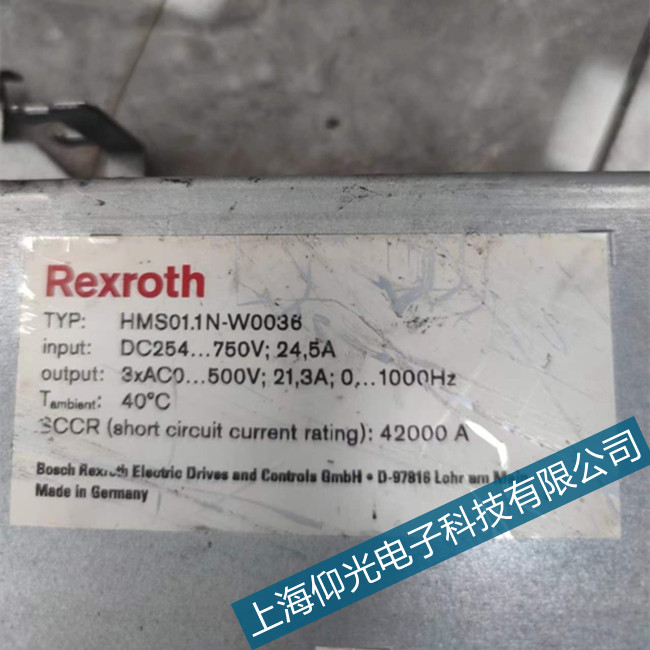 Rexroth
TYP: HMS01.1N-W0036
input: DC254...750V; 24,5A
output: 3xAC0...500V; 21,3A; 0...1000Hz
Tambient: 40°C
SCCR (short circuit current rating): 42000 A
Bosch Rexroth Electric Drives and Controls GmbH • D-97816 Lohr am
Made in Germany
上海仰光电子科技有限公司